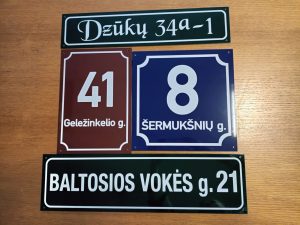 Dzūkų 34a-1
41
Geležinkelio g.
8
ŠERMUKŠNIŲ g.
BALTOSIOS VOKĖS g. 21